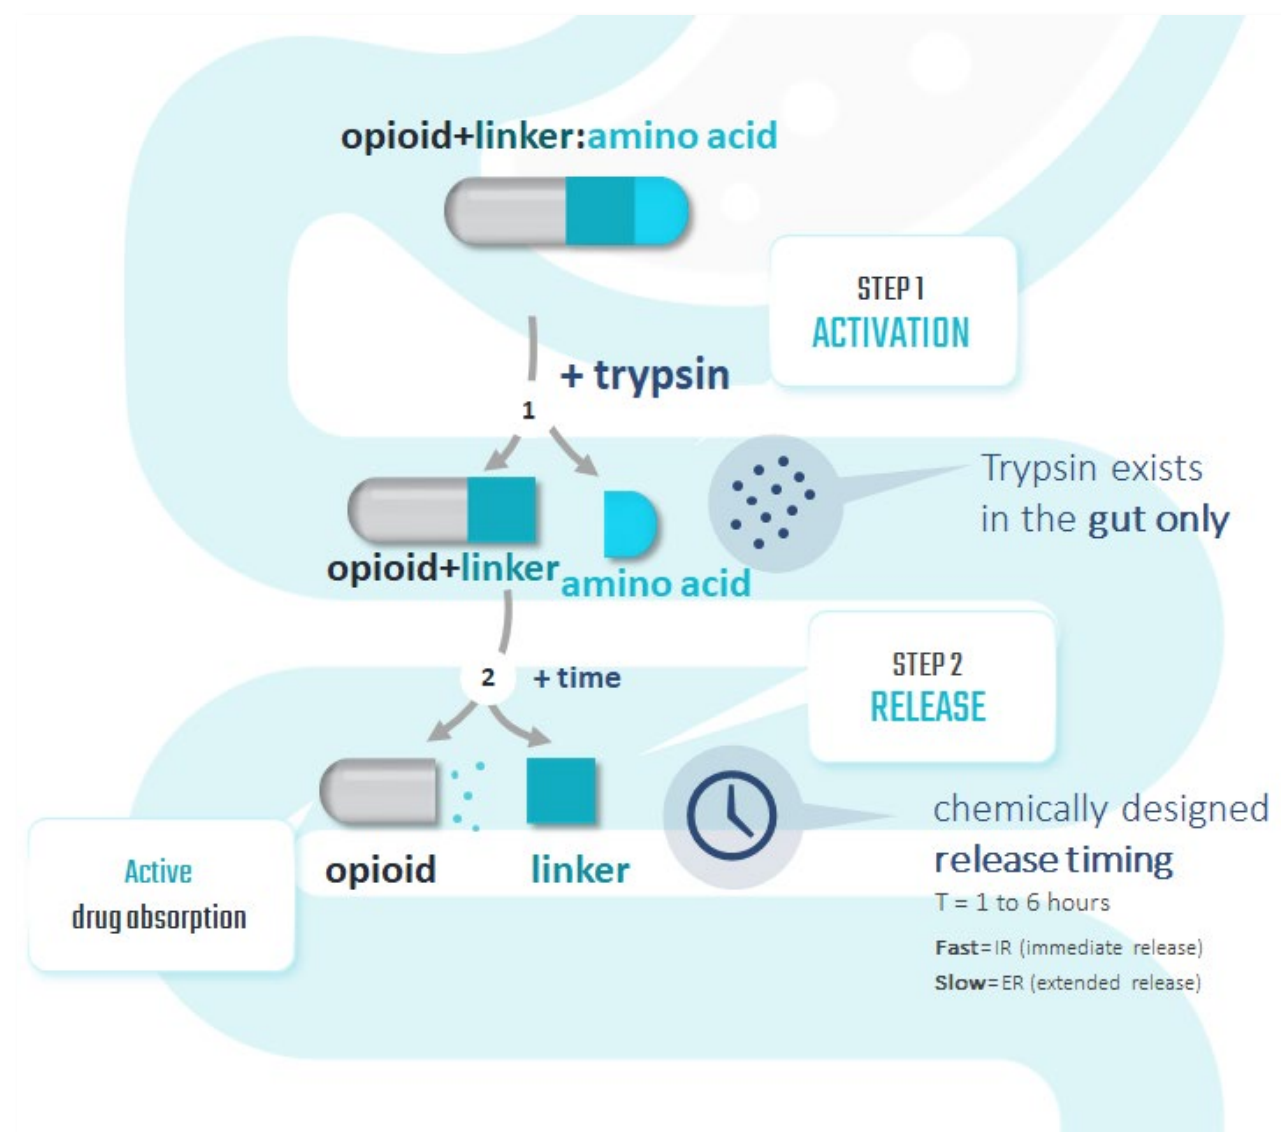 opioid+linker:amino acid
STEP 1
ACTIVATION
+ trypsin
1
Trypsin exists
in the gut only
opioid+linker
amino acid
STEP 2
RELEASE
2
+ time
chemically designed
release timing
T = 1 to 6 hours
Fast=IR (immediate release)
Slow=ER (extended release)
opioid
linker
Active
drug absorption